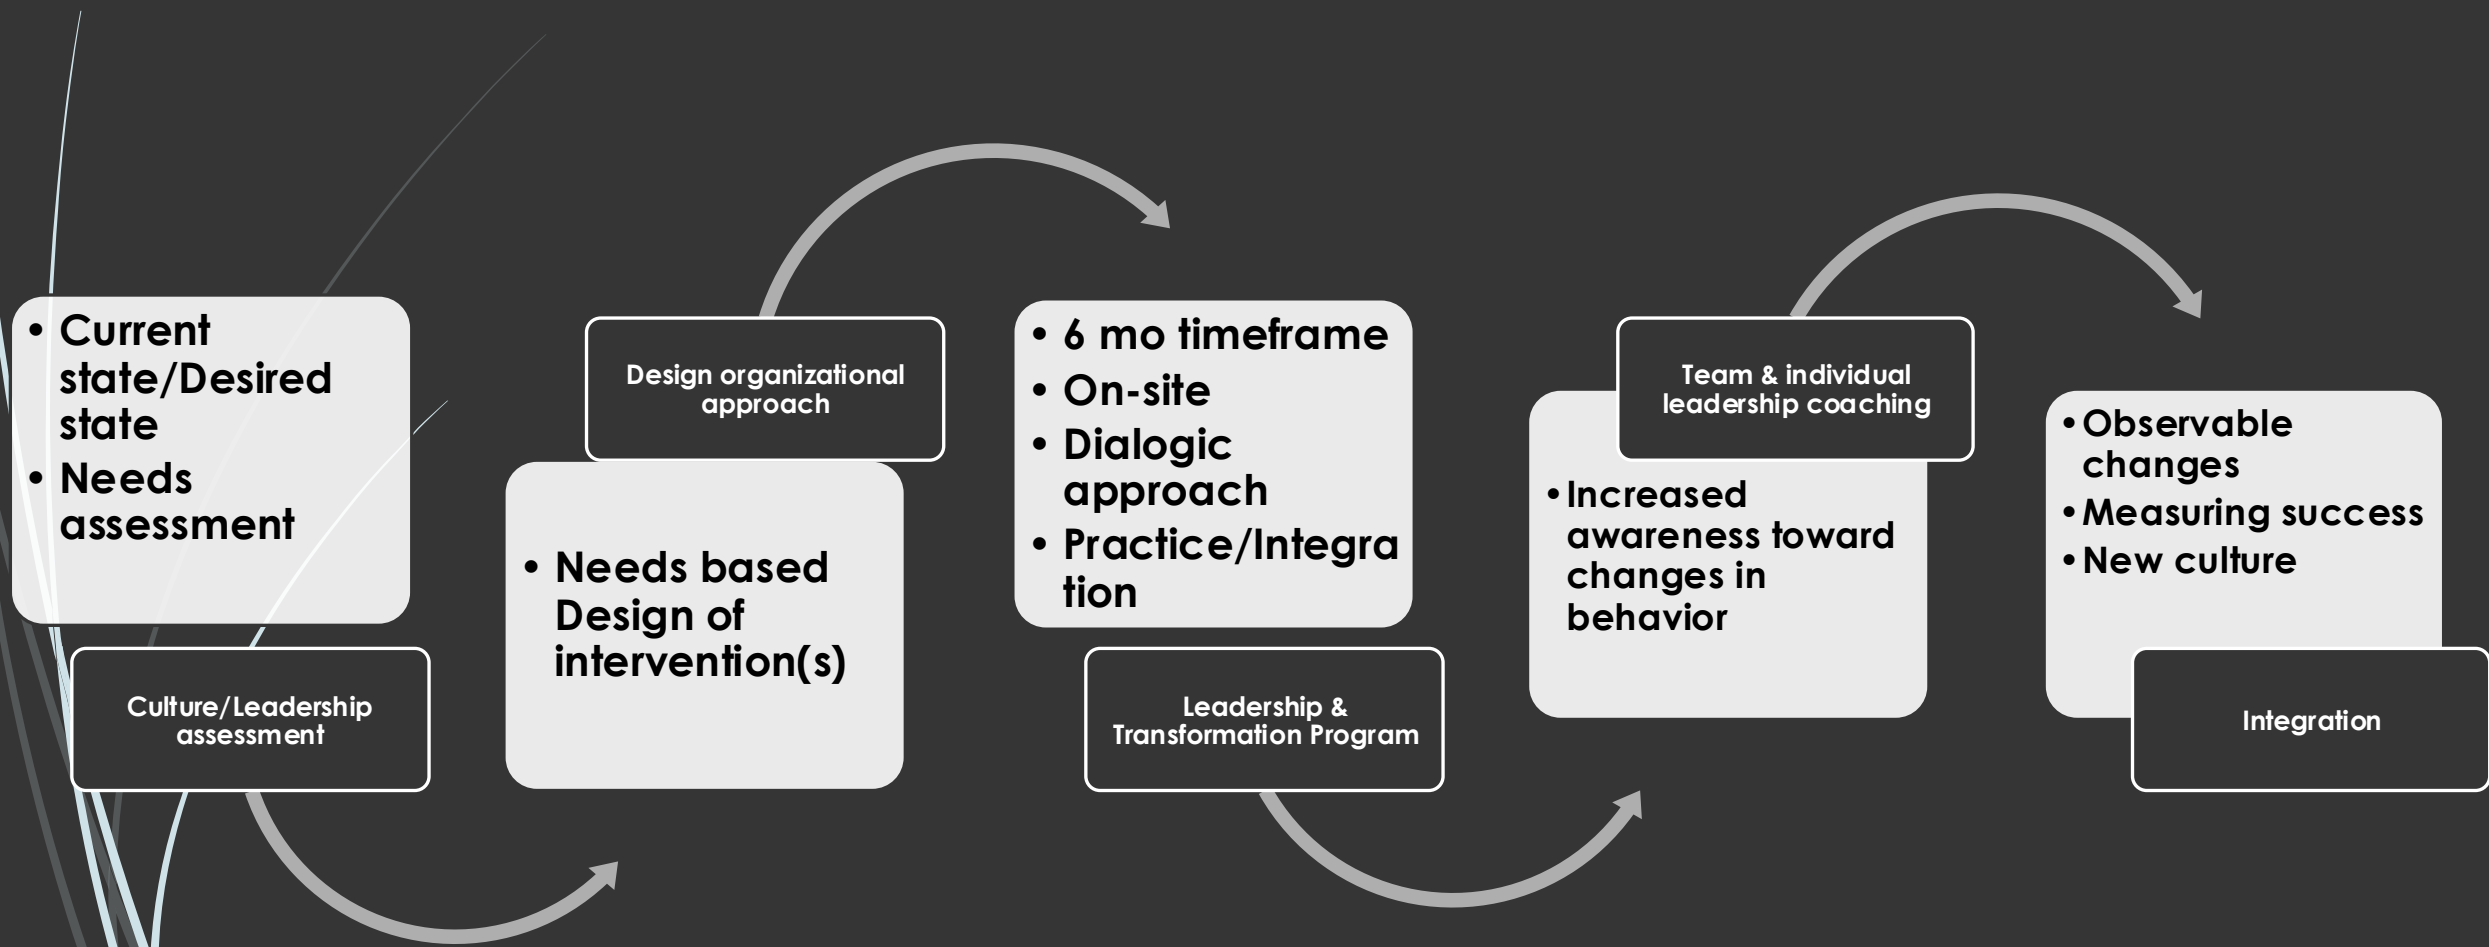 • Current
state/Desired
state
• Needs
assessment
Culture/Leadership
assessment
Design organizational
approach
• Needs based
Design of
intervention(s)
• 6 mo timeframe
• On-site
• Dialogic
approach
• Practice/Integra
tion
Leadership &
Transformation Program
Team & individual
leadership coaching
• Increased
awareness toward
changes in
behavior
• Observable
changes
• Measuring success
• New culture
Integration